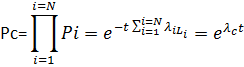 Pc=∏_{i=1}^{i=N} Pi = e^{-t ∑_{i=1}^{i=N} λ_{iL_i}} = e^{λ_c t}